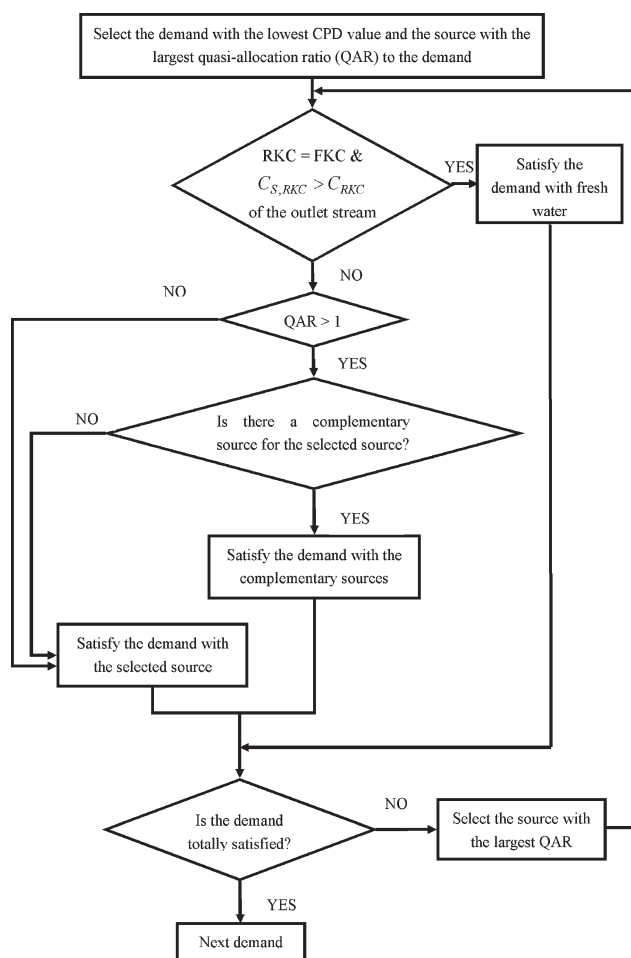 Select the demand with the lowest CPD value and the source with the
largest quasi-allocation ratio (QAR) to the demand
RKC = FKC &
C_{S,RKC} > C_{RKC}
of the outlet stream
YES
Satisfy the
demand with fresh
water
NO
NO
QAR > 1
YES
NO
Is there a complementary
source for the selected source?
YES
Satisfy the demand with the
complementary sources
Satisfy the demand with
the selected source
Is the demand
totally satisfied?
NO
Select the source with
the largest QAR
YES
Next demand